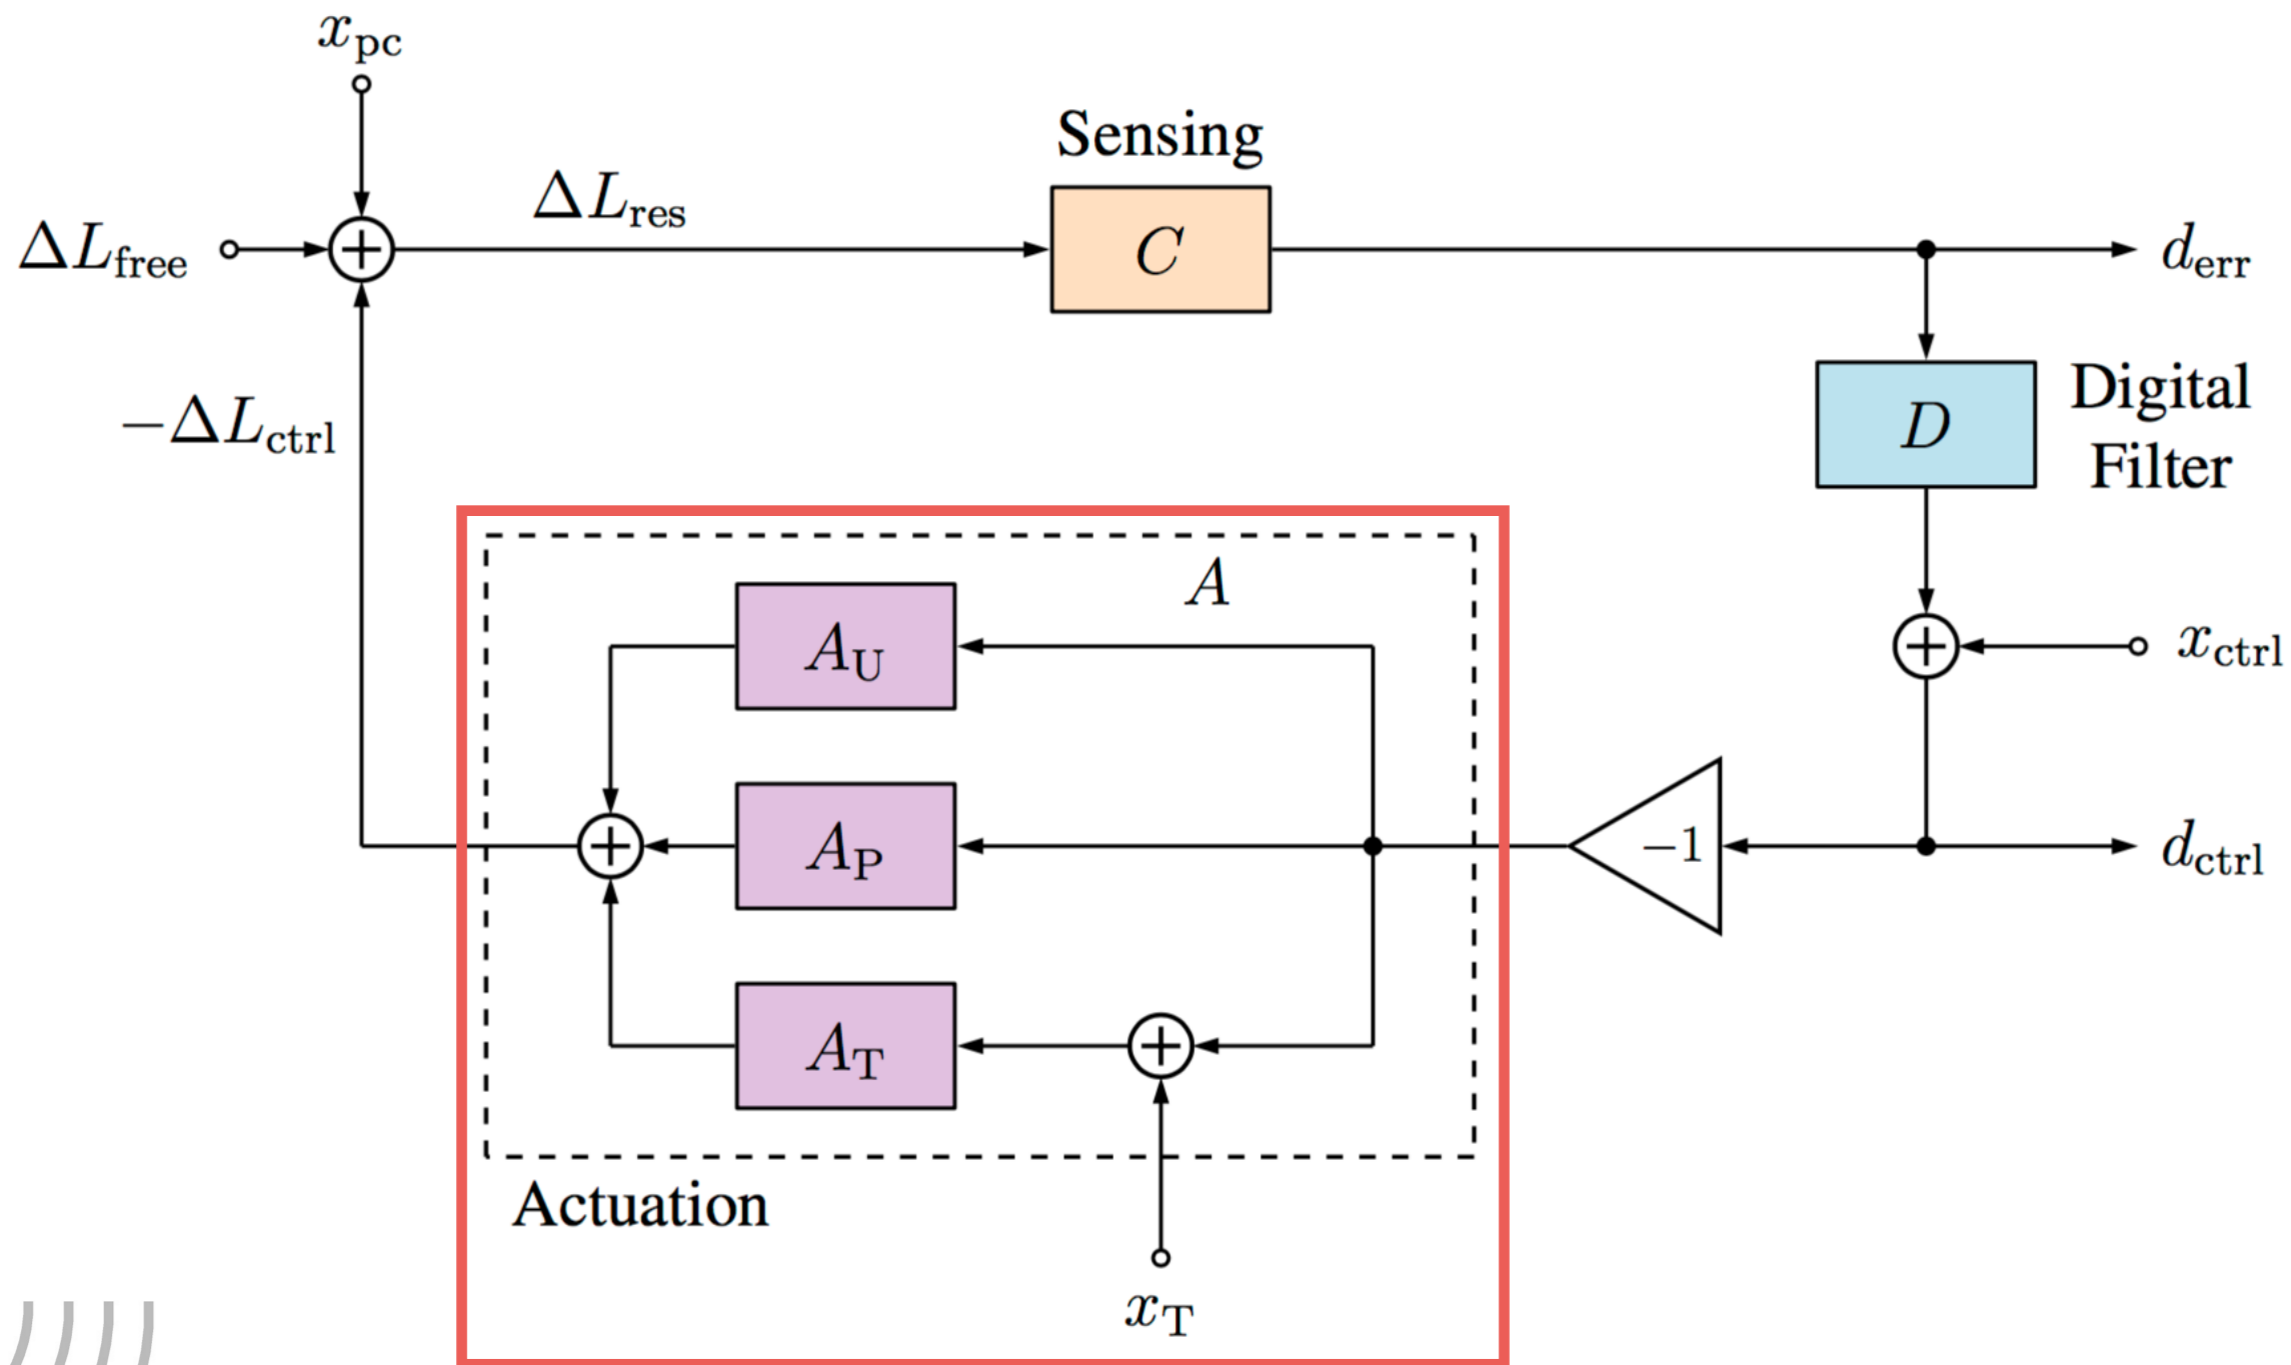 x_pc
Sensing
ΔL_free
+
ΔL_res
C
d_err
−ΔL_ctrl
D
Digital
Filter
A
A_U
+
x_ctrl
+
A_P
−1
d_ctrl
A_T
+
Actuation
x_T